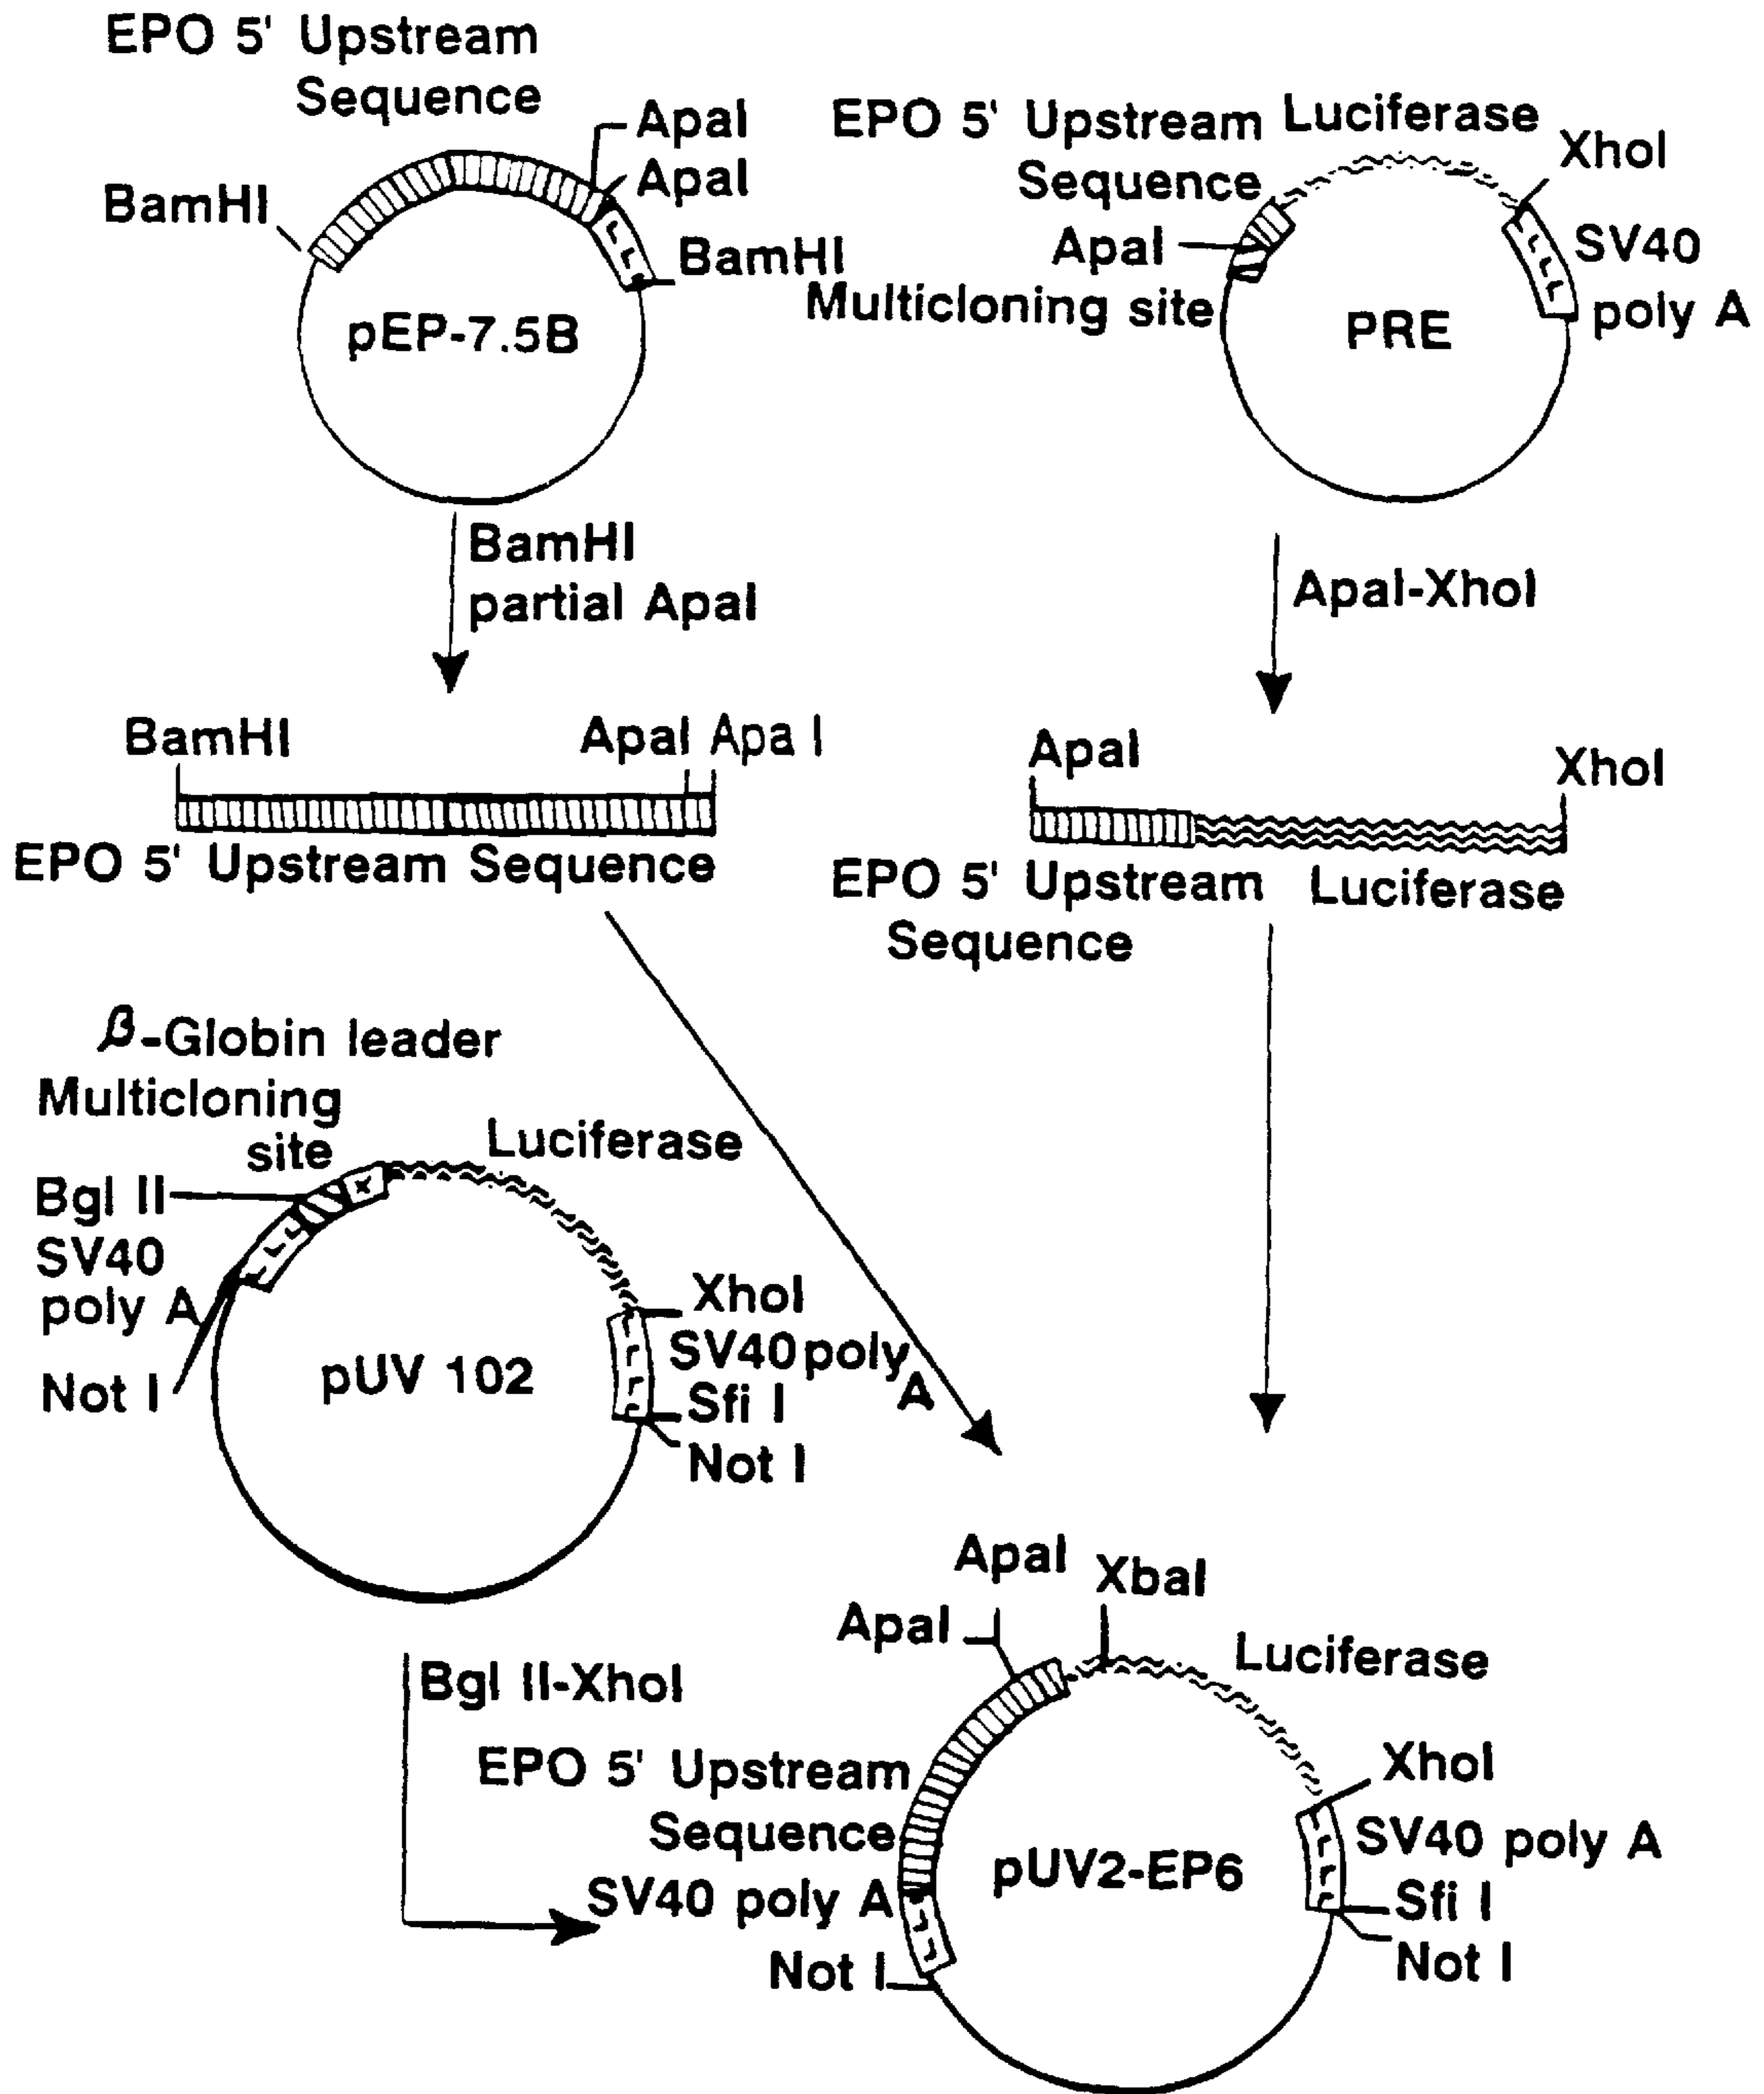 EPO 5' Upstream
Sequence
ApaI
ApaI
BamHI
BamHI
pEP-7.5B
EPO 5' Upstream
Sequence
Luciferase
XhoI
ApaI
Multicloning site
SV40
poly A
PRE
BamHI
partial ApaI
ApaI-XhoI
BamHI
ApaI Apa I
EPO 5' Upstream Sequence
ApaI
XhoI
EPO 5' Upstream
Sequence
Luciferase
β-Globin leader
Multicloning
site
Luciferase
Bgl II
SV40
poly A
Not I
pUV 102
XhoI
SV40 poly
A
Sfi I
Not I
Bgl II-XhoI
ApaI
XbaI
ApaI
Luciferase
EPO 5' Upstream
Sequence
SV40 poly A
Not I
pUV2-EP6
XhoI
SV40 poly A
Sfi I
Not I